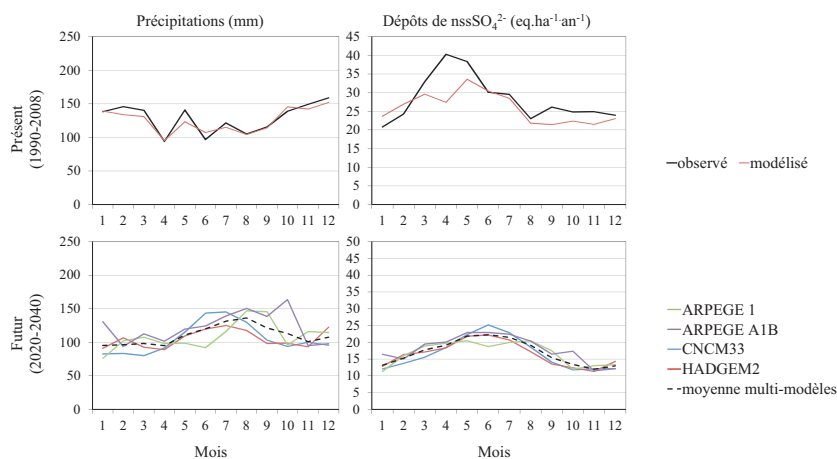 Précipitations (mm)
Dépôts de nssSO₄²⁻ (eq.ha⁻¹.an⁻¹)
Présent
(1990-2008)
250
200
150
100
50
0
1 2 3 4 5 6 7 8 9 10 11 12
45
40
35
30
25
20
15
10
5
0
1 2 3 4 5 6 7 8 9 10 11 12
observé
modélisé
Futur
(2020-2040)
250
200
150
100
50
0
1 2 3 4 5 6 7 8 9 10 11 12
Mois
50
45
40
35
30
25
20
15
10
5
0
1 2 3 4 5 6 7 8 9 10 11 12
Mois
ARPEGE 1
ARPEGE A1B
CNCM33
HADGEM2
moyenne multi-modèles